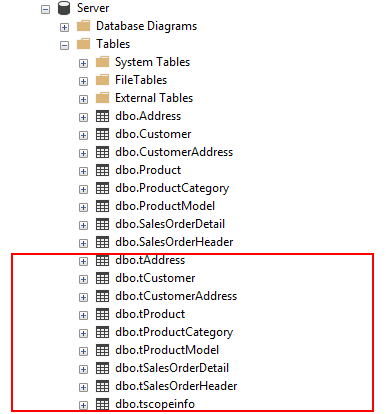 Server
Database Diagrams
Tables
System Tables
FileTables
External Tables
dbo.Address
dbo.Customer
dbo.CustomerAddress
dbo.Product
dbo.ProductCategory
dbo.ProductModel
dbo.SalesOrderDetail
dbo.SalesOrderHeader
dbo.tAddress
dbo.tCustomer
dbo.tCustomerAddress
dbo.tProduct
dbo.tProductCategory
dbo.tProductModel
dbo.tSalesOrderDetail
dbo.tSalesOrderHeader
dbo.tscopeinfo